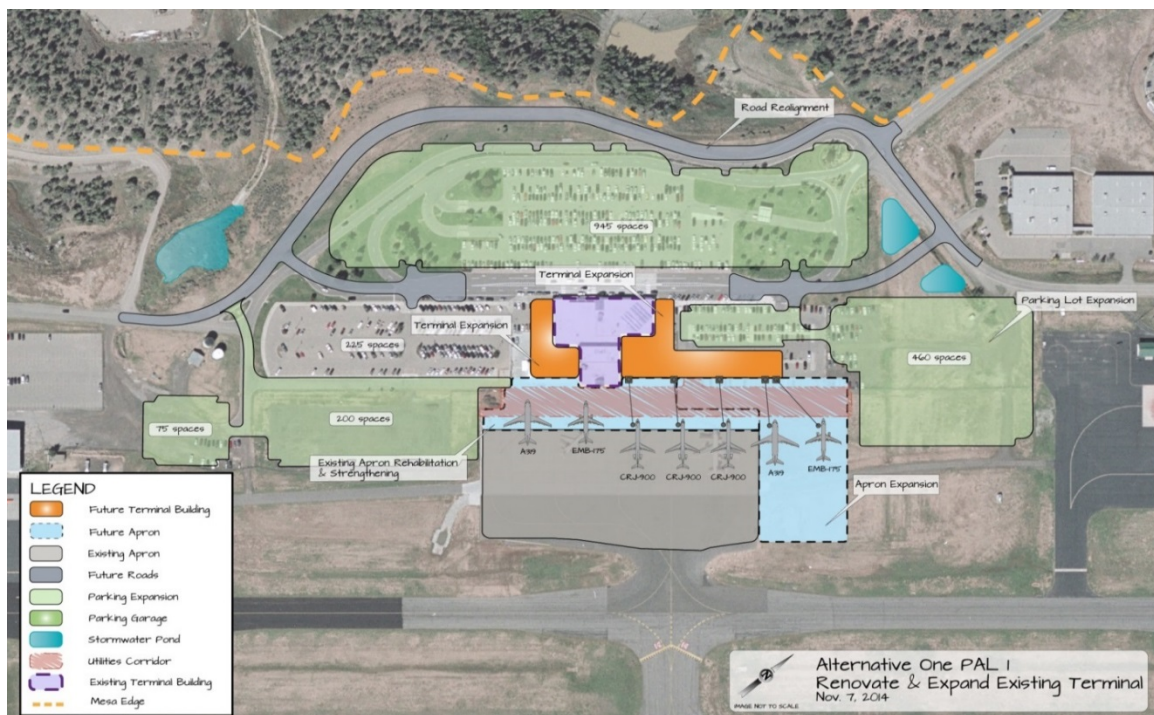 Road Realignment
945 spaces
Terminal Expansion
Parking Lot Expansion
Terminal Expansion
225 spaces
460 spaces
75 spaces
200 spaces
A319
EMB-175
CRJ-900
CRJ-900
CRJ-900
A319
EMB-175
Existing Apron Rehabilitation
& Strengthening
Apron Expansion
LEGEND
Future Terminal Building
Future Apron
Existing Apron
Future Roads
Parking Expansion
Parking Garage
Stormwater Pond
Utilities Corridor
Existing Terminal Building
Mesa Edge
N
IMAGE NOT TO SCALE
Alternative One PAL 1
Renovate & Expand Existing Terminal
Nov. 7, 2014